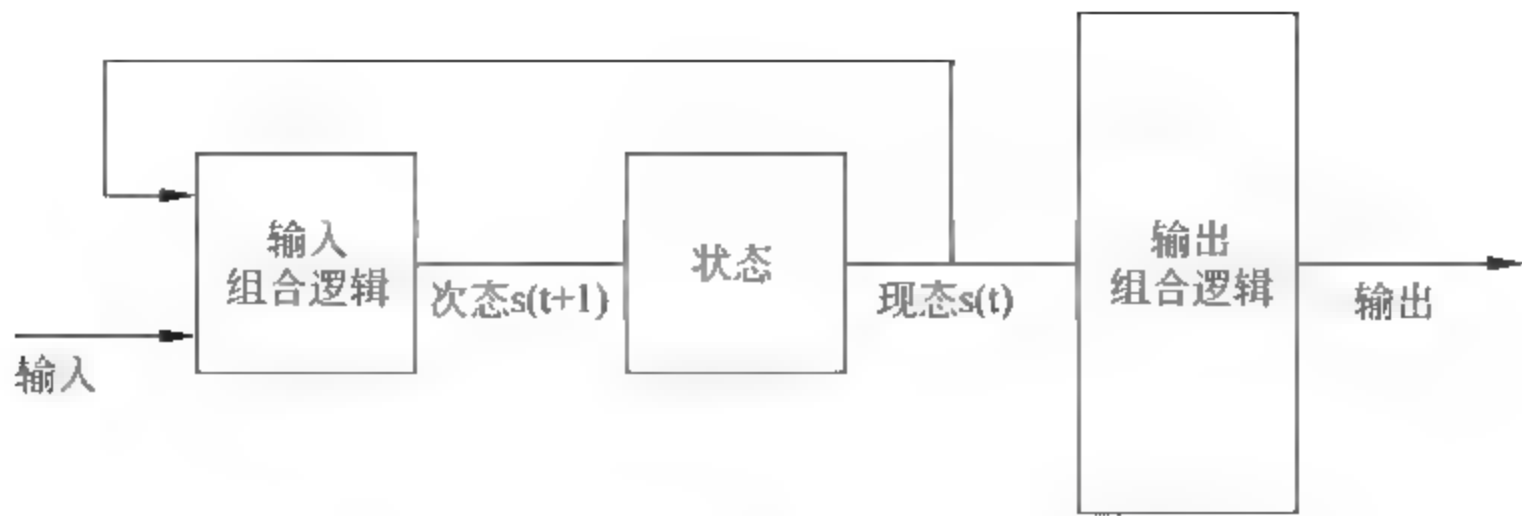 输入
组合逻辑
状态
输出
组合逻辑
次态s(t+1)
现态s(t)
输出
输入